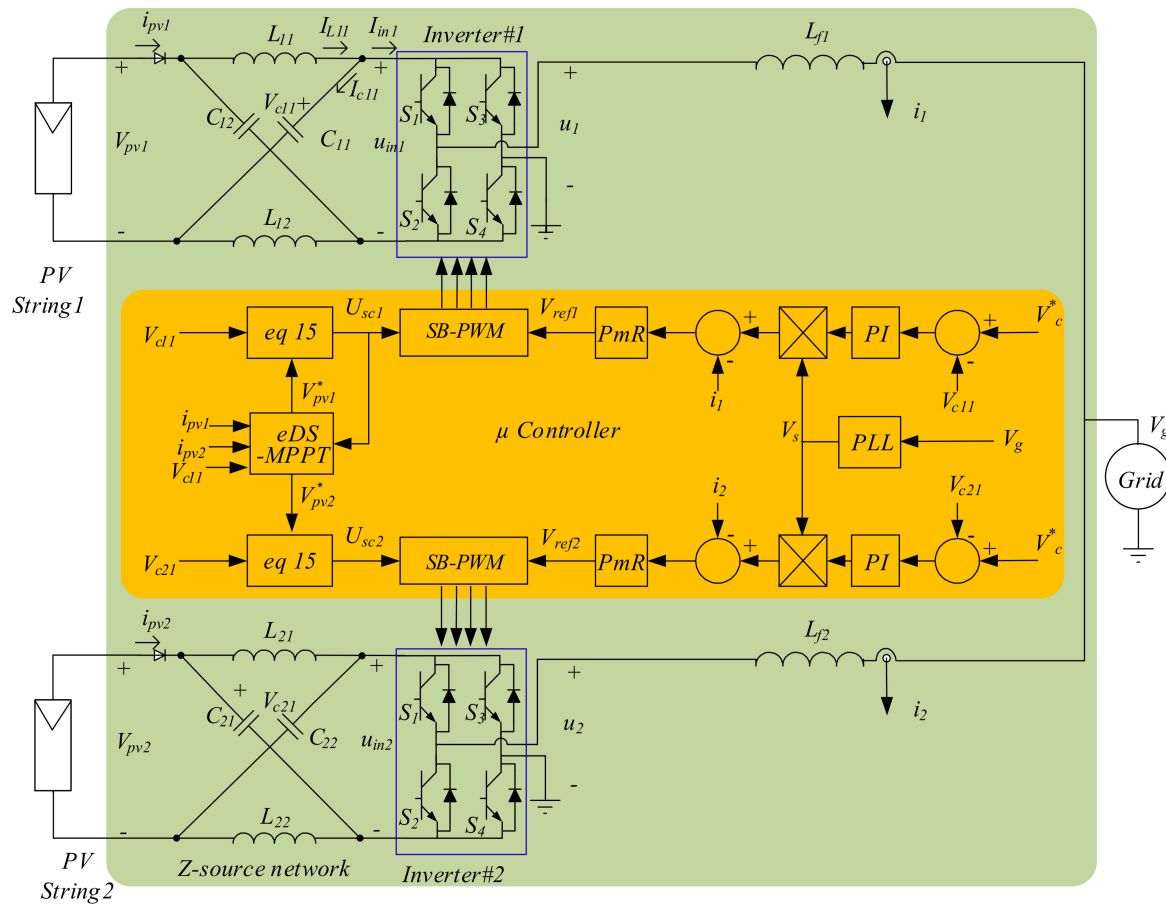 i_pv1
L_11
I_L11
I_in1
Inverter#1
L_f1
+
+
+
V_c11+
I_c11
S_1
S_3
C_12
C_11
i_1
V_pv1
u_in1
u_1
-
S_2
S_4
L_12
-
-
PV
String1
U_sc1
V_ref1
V*_c
V_c11
eq 15
SB-PWM
PmR
+
PI
+
-
-
V*_pv1
i_1
V_c11
i_pv1
i_pv2
V_c11
eDS
-MPPT
μ Controller
V_s
PLL
V_g
V_g
Grid
V*_pv2
i_2
V_c21
U_sc2
V_ref2
-
-
V_c21
eq 15
SB-PWM
PmR
+
PI
+
V*_c
i_pv2
L_21
L_f2
+
+
+
+
V_c21
S_1
S_3
C_21
C_22
i_2
V_pv2
u_in2
u_2
-
S_2
S_4
L_22
-
-
PV
String2
Z-source network
Inverter#2